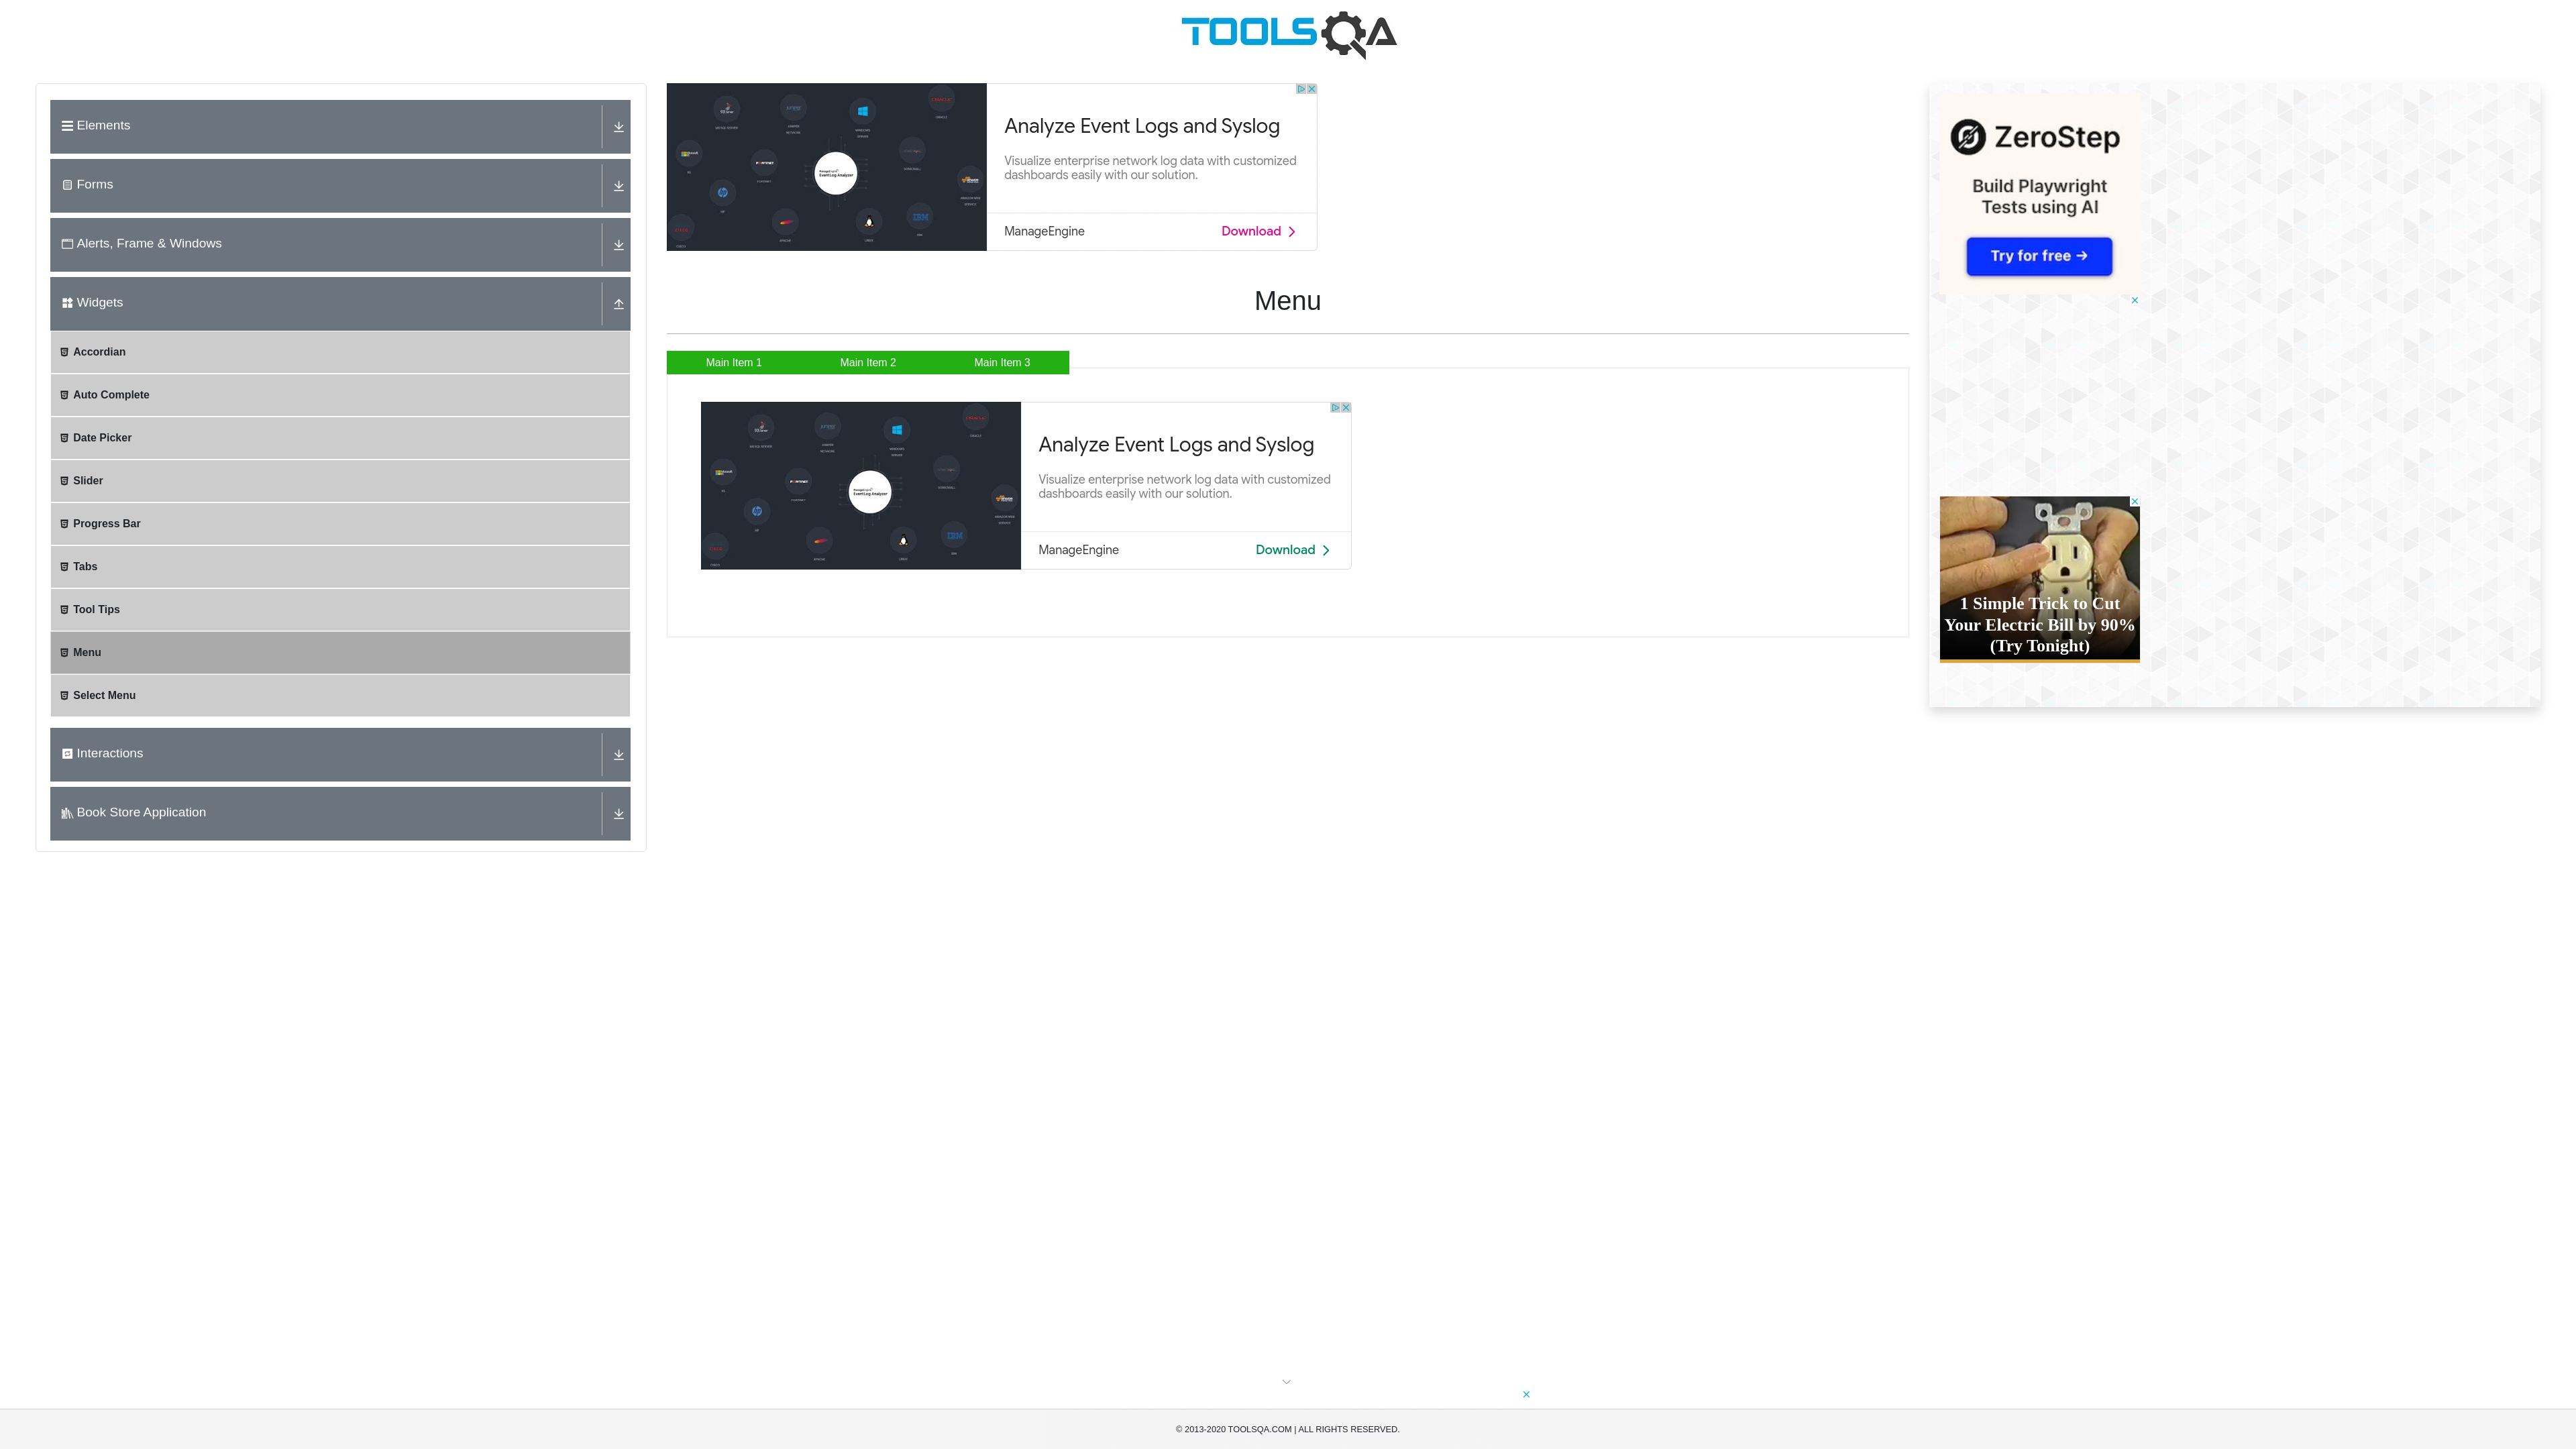 TOOLSQA
Elements
Forms
Alerts, Frame & Windows
Widgets
Accordian
Auto Complete
Date Picker
Slider
Progress Bar
Tabs
Tool Tips
Menu
Select Menu
Interactions
Book Store Application
Analyze Event Logs and Syslog
Visualize enterprise network log data with customized
dashboards easily with our solution.
ManageEngine
Download
Menu
Main Item 1
Main Item 2
Main Item 3
Analyze Event Logs and Syslog
Visualize enterprise network log data with customized
dashboards easily with our solution.
ManageEngine
Download
ZeroStep
Build Playwright
Tests using AI
Try for free →
1 Simple Trick to Cut
Your Electric Bill by 90%
(Try Tonight)
© 2013-2020 TOOLSQA.COM | ALL RIGHTS RESERVED.